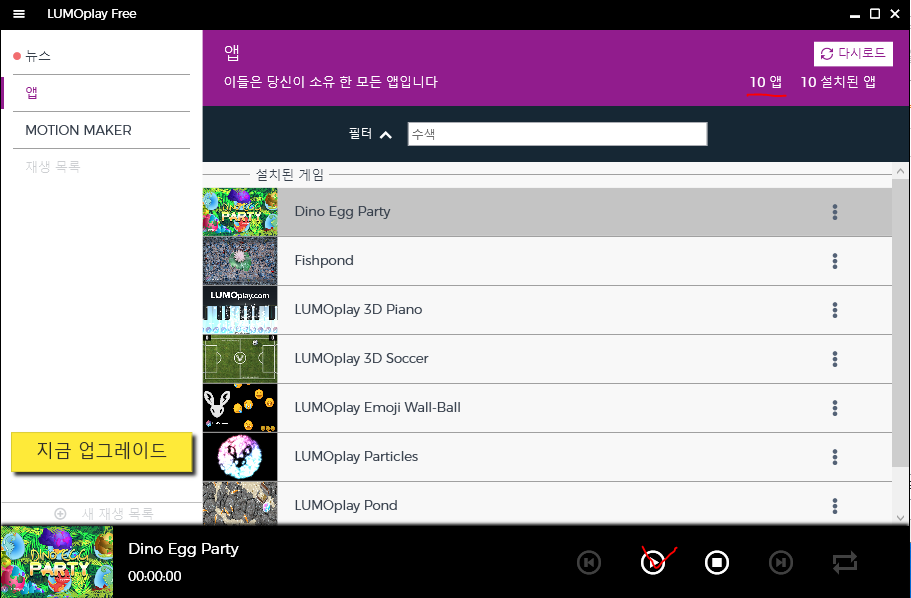 LUMOplay Free
뉴스
앱
MOTION MAKER
재생 목록
지금 업그레이드
새 재생 목록
앱
다시로드
이들은 당신이 소유 한 모든 앱입니다
10 앱
10 설치된 앱
필터
수색
설치된 게임
DINO EGG PARTY
Dino Egg Party
Fishpond
LUMOplay.com
LUMOplay 3D Piano
LUMOplay 3D Soccer
LUMOplay Emoji Wall-Ball
LUMOplay Particles
LUMOplay Pond
DINO EGG PARTY
Dino Egg Party
00:00:00